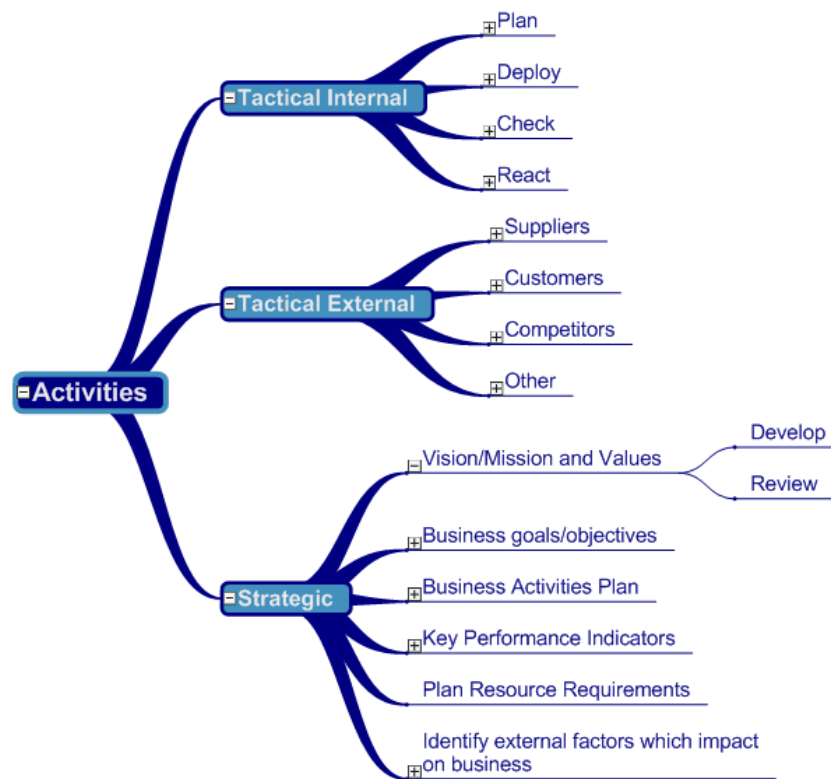 Activities
Tactical Internal
Plan
Deploy
Check
React
Tactical External
Suppliers
Customers
Competitors
Other
Strategic
Vision/Mission and Values
Develop
Review
Business goals/objectives
Business Activities Plan
Key Performance Indicators
Plan Resource Requirements
Identify external factors which impact
on business